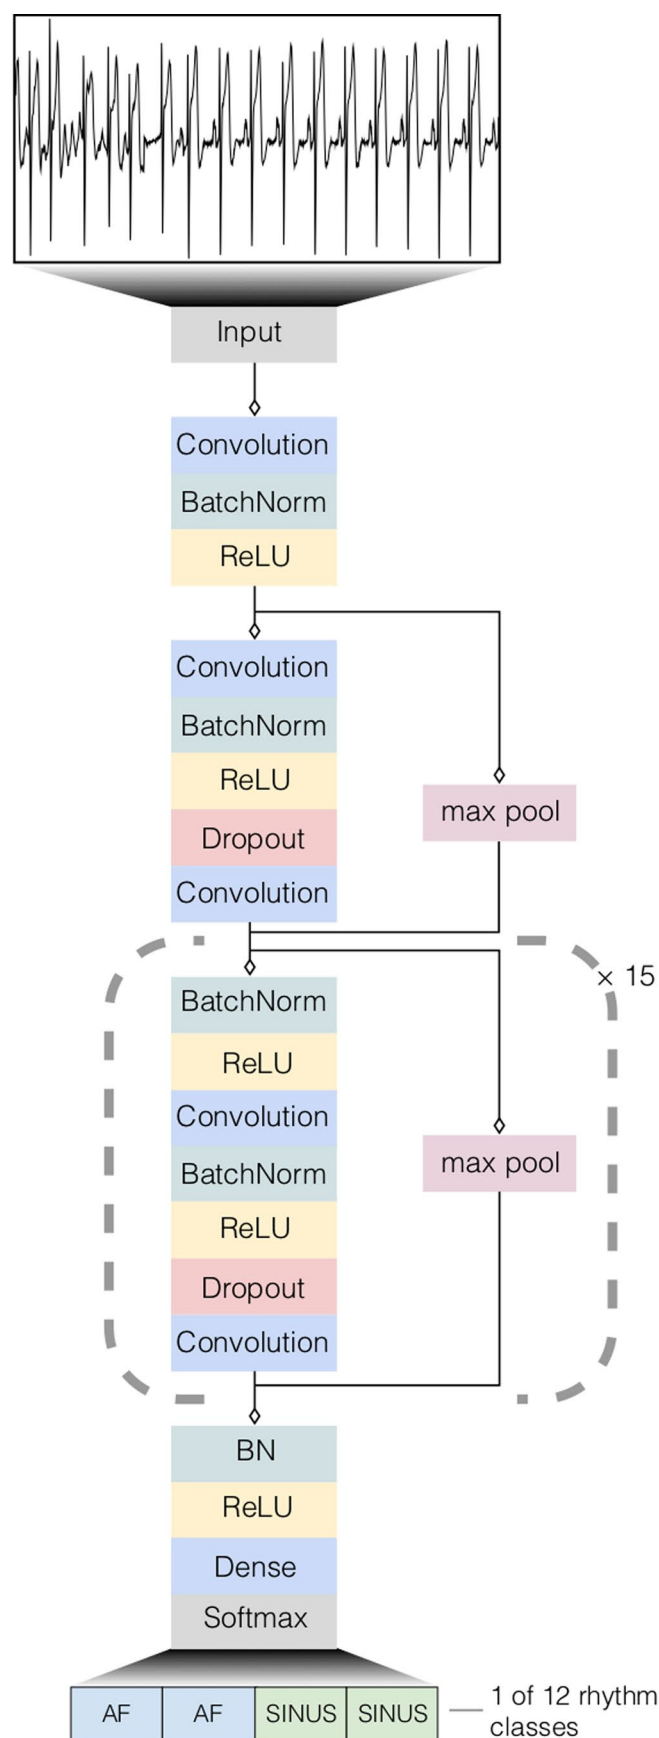 Input
Convolution
BatchNorm
ReLU
Convolution
BatchNorm
ReLU
Dropout
Convolution
max pool
× 15
BatchNorm
ReLU
Convolution
BatchNorm
ReLU
Dropout
Convolution
max pool
BN
ReLU
Dense
Softmax
AF AF SINUS SINUS
1 of 12 rhythm
classes